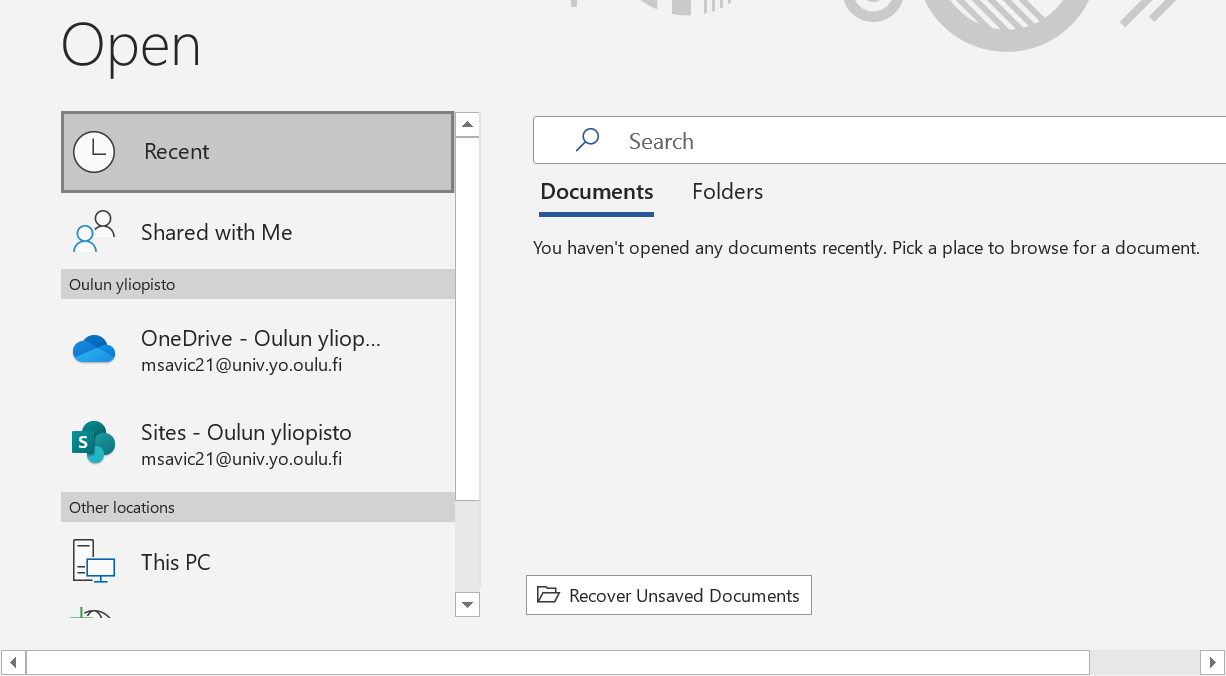 Open
Recent
Shared with Me
Oulun yliopisto
OneDrive - Oulun yliop...
msavic21@univ.yo.oulu.fi
S
Sites - Oulun yliopisto
msavic21@univ.yo.oulu.fi
Other locations
This PC
Search
Documents Folders
You haven't opened any documents recently. Pick a place to browse for a document.
Recover Unsaved Documents